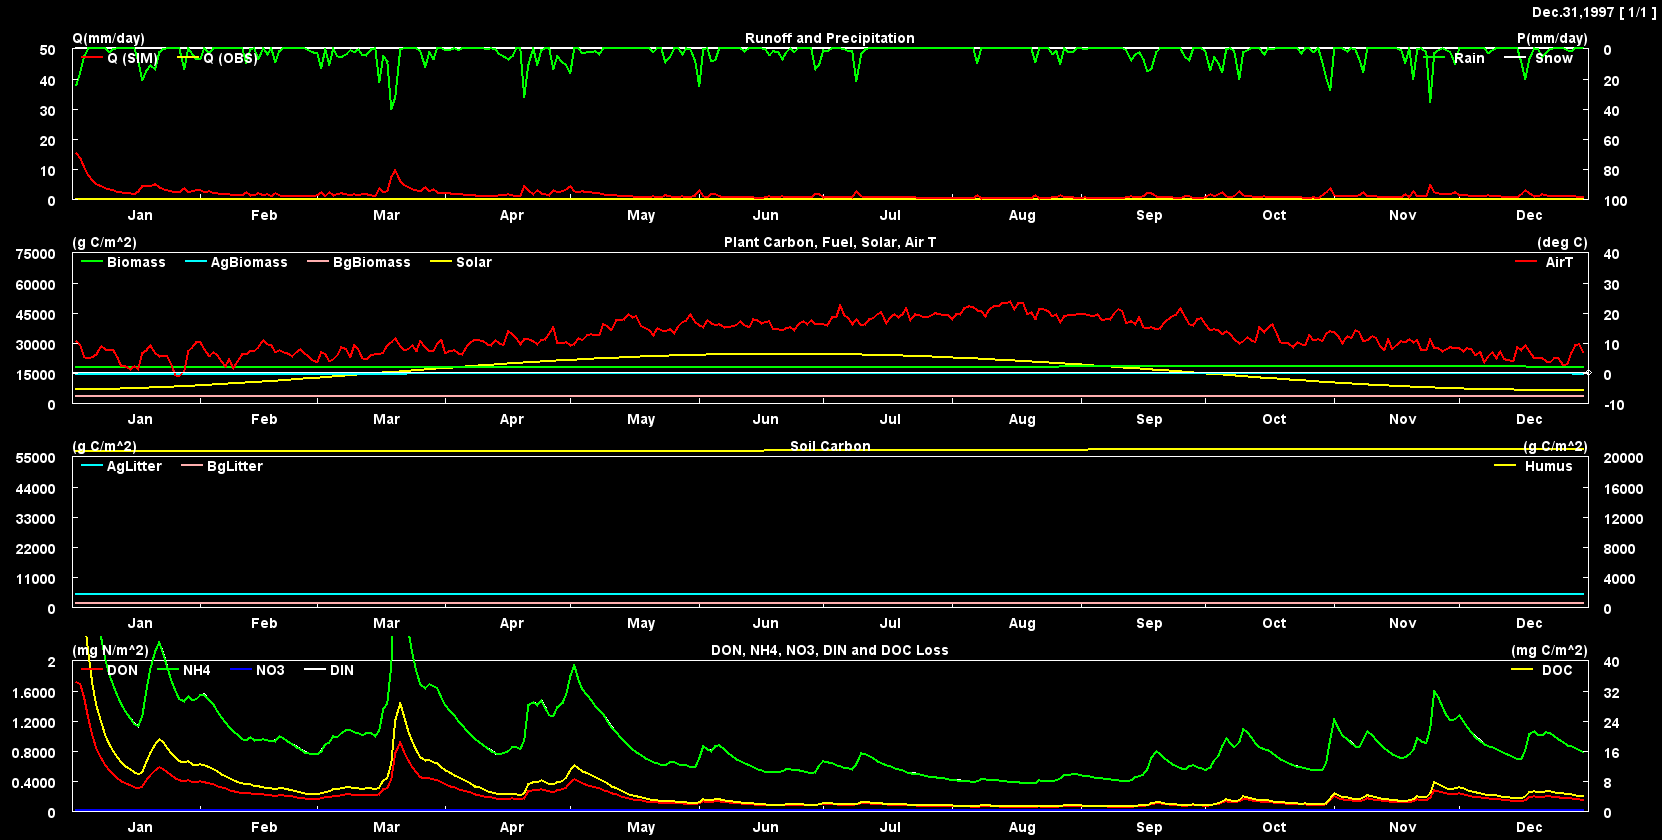 Dec.31,1997 [ 1/1 ]
Q(mm/day) Runoff and Precipitation P(mm/day)
50 Q (SIM) Q (OBS) Rain Snow 0
40 20
30 40
20 60
10 80
0 100
Jan Feb Mar Apr May Jun Jul Aug Sep Oct Nov Dec
(g C/m^2) Plant Carbon, Fuel, Solar, Air T (deg C)
75000 40
Biomass AgBiomass BgBiomass Solar AirT
60000 30
45000 20
30000 10
15000 0
0 -10
Jan Feb Mar Apr May Jun Jul Aug Sep Oct Nov Dec
(g C/m^2) Soil Carbon (g C/m^2)
55000 20000
AgLitter BgLitter Humus
44000 16000
33000 12000
22000 8000
11000 4000
0 0
Jan Feb Mar Apr May Jun Jul Aug Sep Oct Nov Dec
(mg N/m^2) DON, NH4, NO3, DIN and DOC Loss (mg C/m^2)
2 40
DON NH4 NO3 DIN DOC
1.6000 32
1.2000 24
0.8000 16
0.4000 8
0 0
Jan Feb Mar Apr May Jun Jul Aug Sep Oct Nov Dec